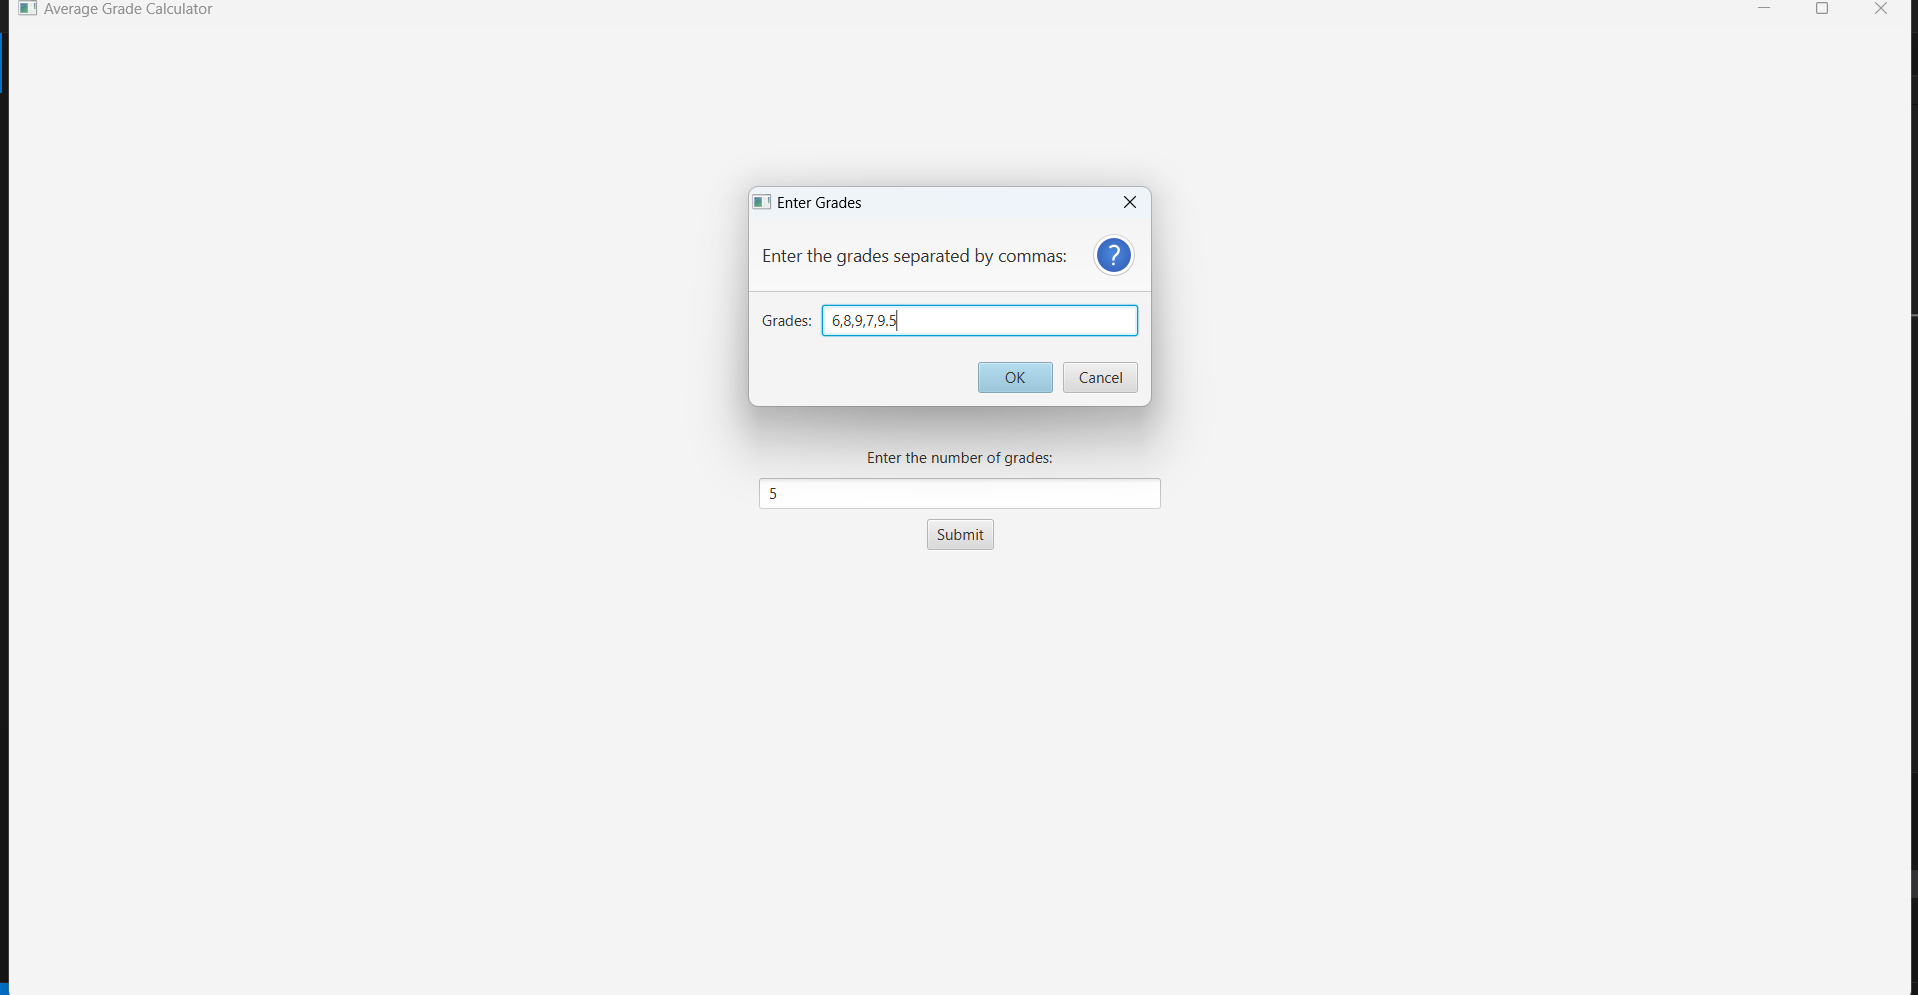 Average Grade Calculator
Enter Grades
Enter the grades separated by commas:
?
Grades: 6,8,9,7,9.5
OK Cancel
Enter the number of grades:
5
Submit